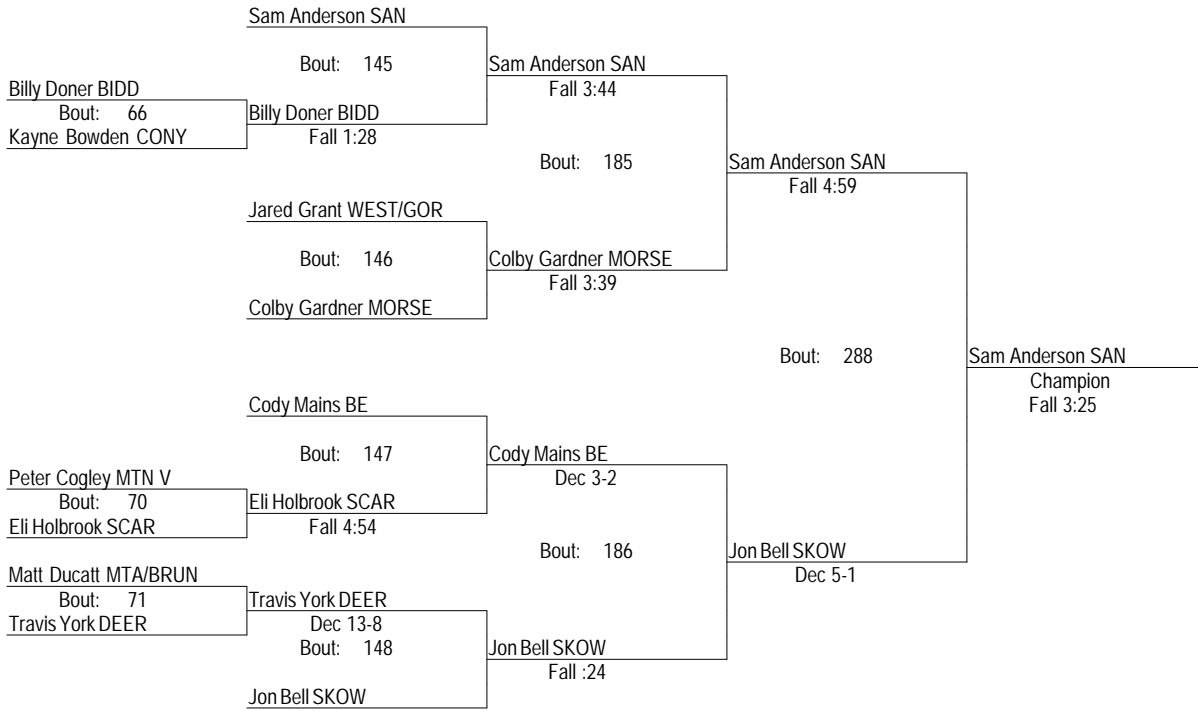 Sam Anderson SAN
Bout: 145
Sam Anderson SAN
Fall 3:44
Billy Doner BIDD
Bout: 66
Kayne Bowden CONY
Billy Doner BIDD
Fall 1:28
Bout: 185
Sam Anderson SAN
Fall 4:59
Jared Grant WEST/GOR
Bout: 146
Colby Gardner MORSE
Fall 3:39
Colby Gardner MORSE
Bout: 288
Sam Anderson SAN
Champion
Fall 3:25
Cody Mains BE
Bout: 147
Cody Mains BE
Dec 3-2
Peter Cogley MTN V
Bout: 70
Eli Holbrook SCAR
Eli Holbrook SCAR
Fall 4:54
Bout: 186
Jon Bell SKOW
Dec 5-1
Matt Ducatt MTA/BRUN
Bout: 71
Travis York DEER
Travis York DEER
Dec 13-8
Bout: 148
Jon Bell SKOW
Fall :24
Jon Bell SKOW